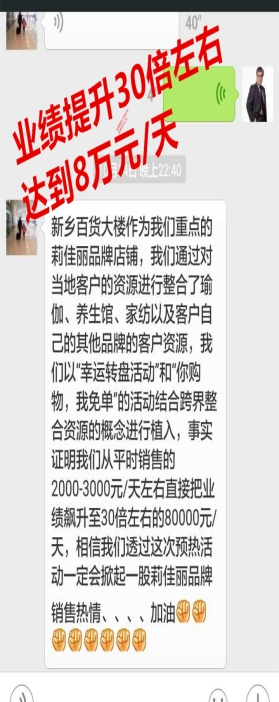 40"
业绩提升30倍左右
达到8万元/天
晚上22:40
新乡百货大楼作为我们重点的
莉佳丽品牌店铺，我们通过对
当地客户的资源进行整合了瑜
伽、养生馆、家纺以及客户自
己的其他品牌的客户资源，我
们以“幸运转盘活动”和“你购
物，我免单”的活动结合跨界整
合资源的概念进行植入，事实
证明我们从平时销售的
2000-3000元/天左右直接把业
绩飙升至30倍左右的80000元/
天，相信我们透过这次预热活
动一定会掀起一股莉佳丽品牌
销售热情、、、、加油✊✊
✊✊✊✊✊✊